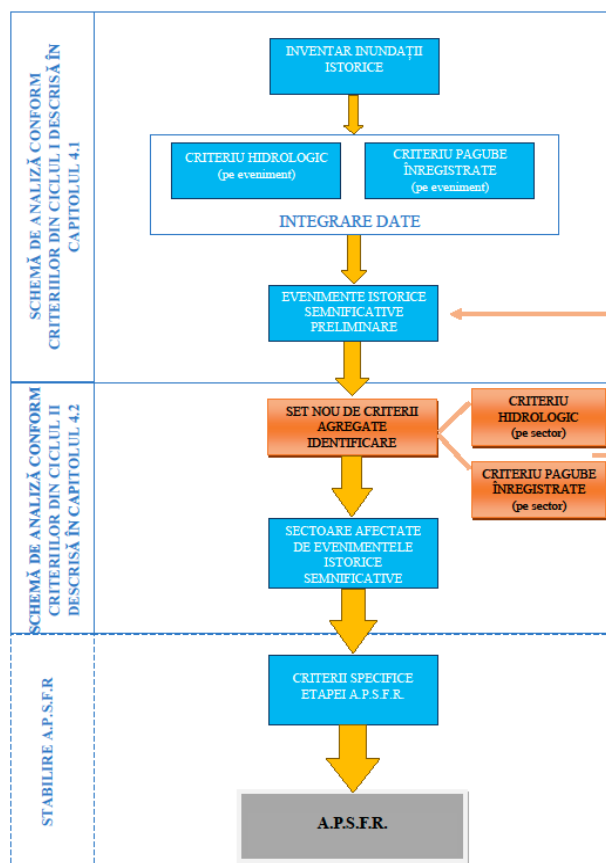 SCHEMĂ DE ANALIZĂ CONFORM
CRITERIILOR DIN CICLUL I DESCRISĂ ÎN
CAPITOLUL 4.1
INVENTAR INUNDAȚII
ISTORICE
CRITERIU HIDROLOGIC
(pe eveniment)
CRITERIU PAGUBE
ÎNREGISTRATE
(pe eveniment)
INTEGRARE DATE
EVENIMENTE ISTORICE
SEMNIFICATIVE
PRELIMINARE
SCHEMĂ DE ANALIZĂ CONFORM
CRITERIILOR DIN CICLUL II
DESCRISĂ ÎN CAPITOLUL 4.2
SET NOU DE CRITERII
AGREGATE
IDENTIFICARE
CRITERIU
HIDROLOGIC
(pe sector)
CRITERIU PAGUBE
ÎNREGISTRATE
(pe sector)
SECTOARE AFECTATE
DE EVENIMENTELE
ISTORICE
SEMNIFICATIVE
STABILIRE A.P.S.F.R
CRITERII SPECIFICE
ETAPEI A.P.S.F.R.
A.P.S.F.R.